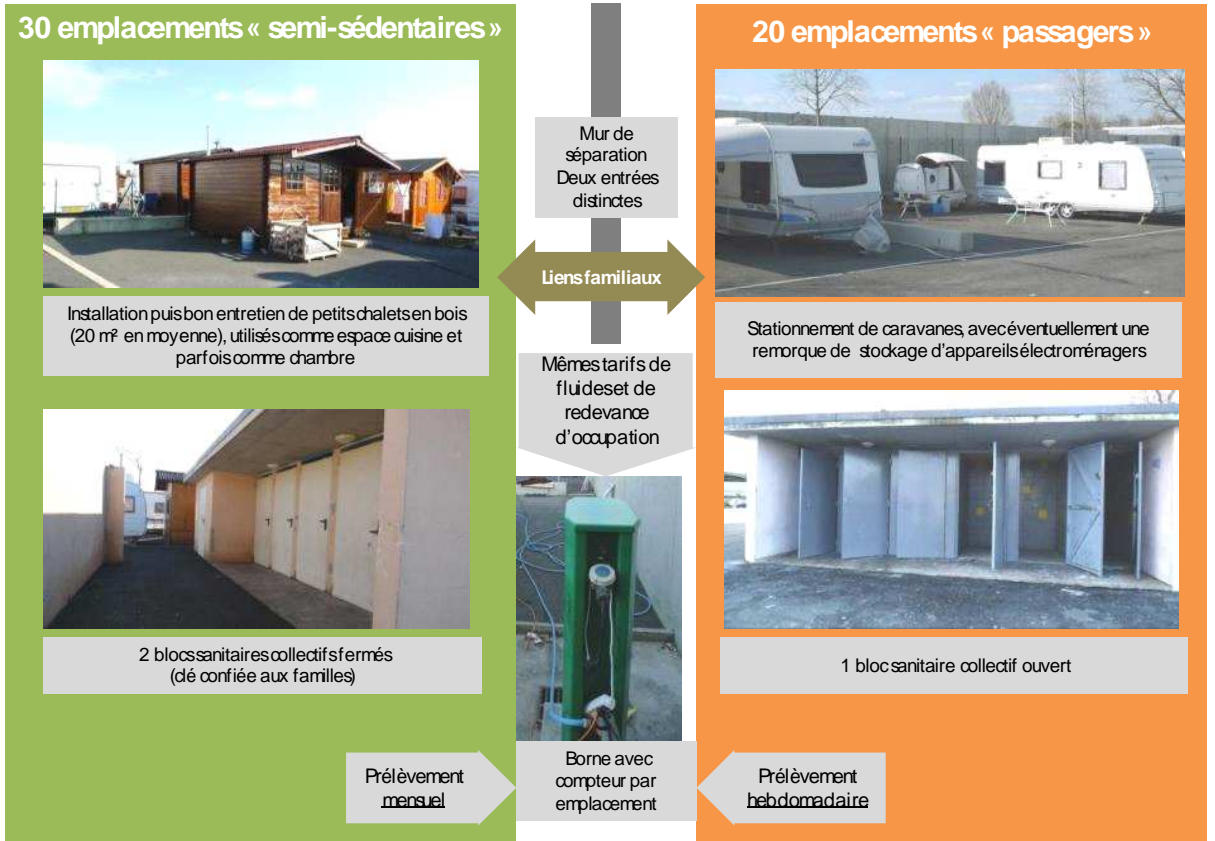 30 emplacements « semi-sédentaires »
Installation puis bon entretien de petits chalets en bois
(20 m² en moyenne), utilisés comme espace cuisine et
parfois comme chambre
2 blocs sanitaires collectifs fermés
(clé confiée aux familles)
Prélèvement
mensuel
Mur de
séparation
Deux entrées
distinctes
Liens familiaux
Mêmes tarifs de
fluides et de
redevance
d’occupation
Borne avec
compteur par
emplacement
20 emplacements « passagers »
Stationnement de caravanes, avec éventuellement une
remorque de stockage d’appareils électroménagers
1 bloc sanitaire collectif ouvert
Prélèvement
hebdomadaire